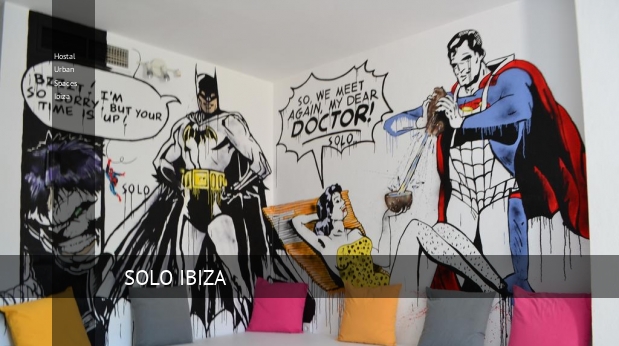 Hostal
Urban
Spaces
Ibiza
I'M
SO SORRY, BUT YOUR
TIME IS UP!
SOLO
SO, WE MEET
AGAIN, MY DEAR
DOCTOR!
SOLO
SOLO IBIZA